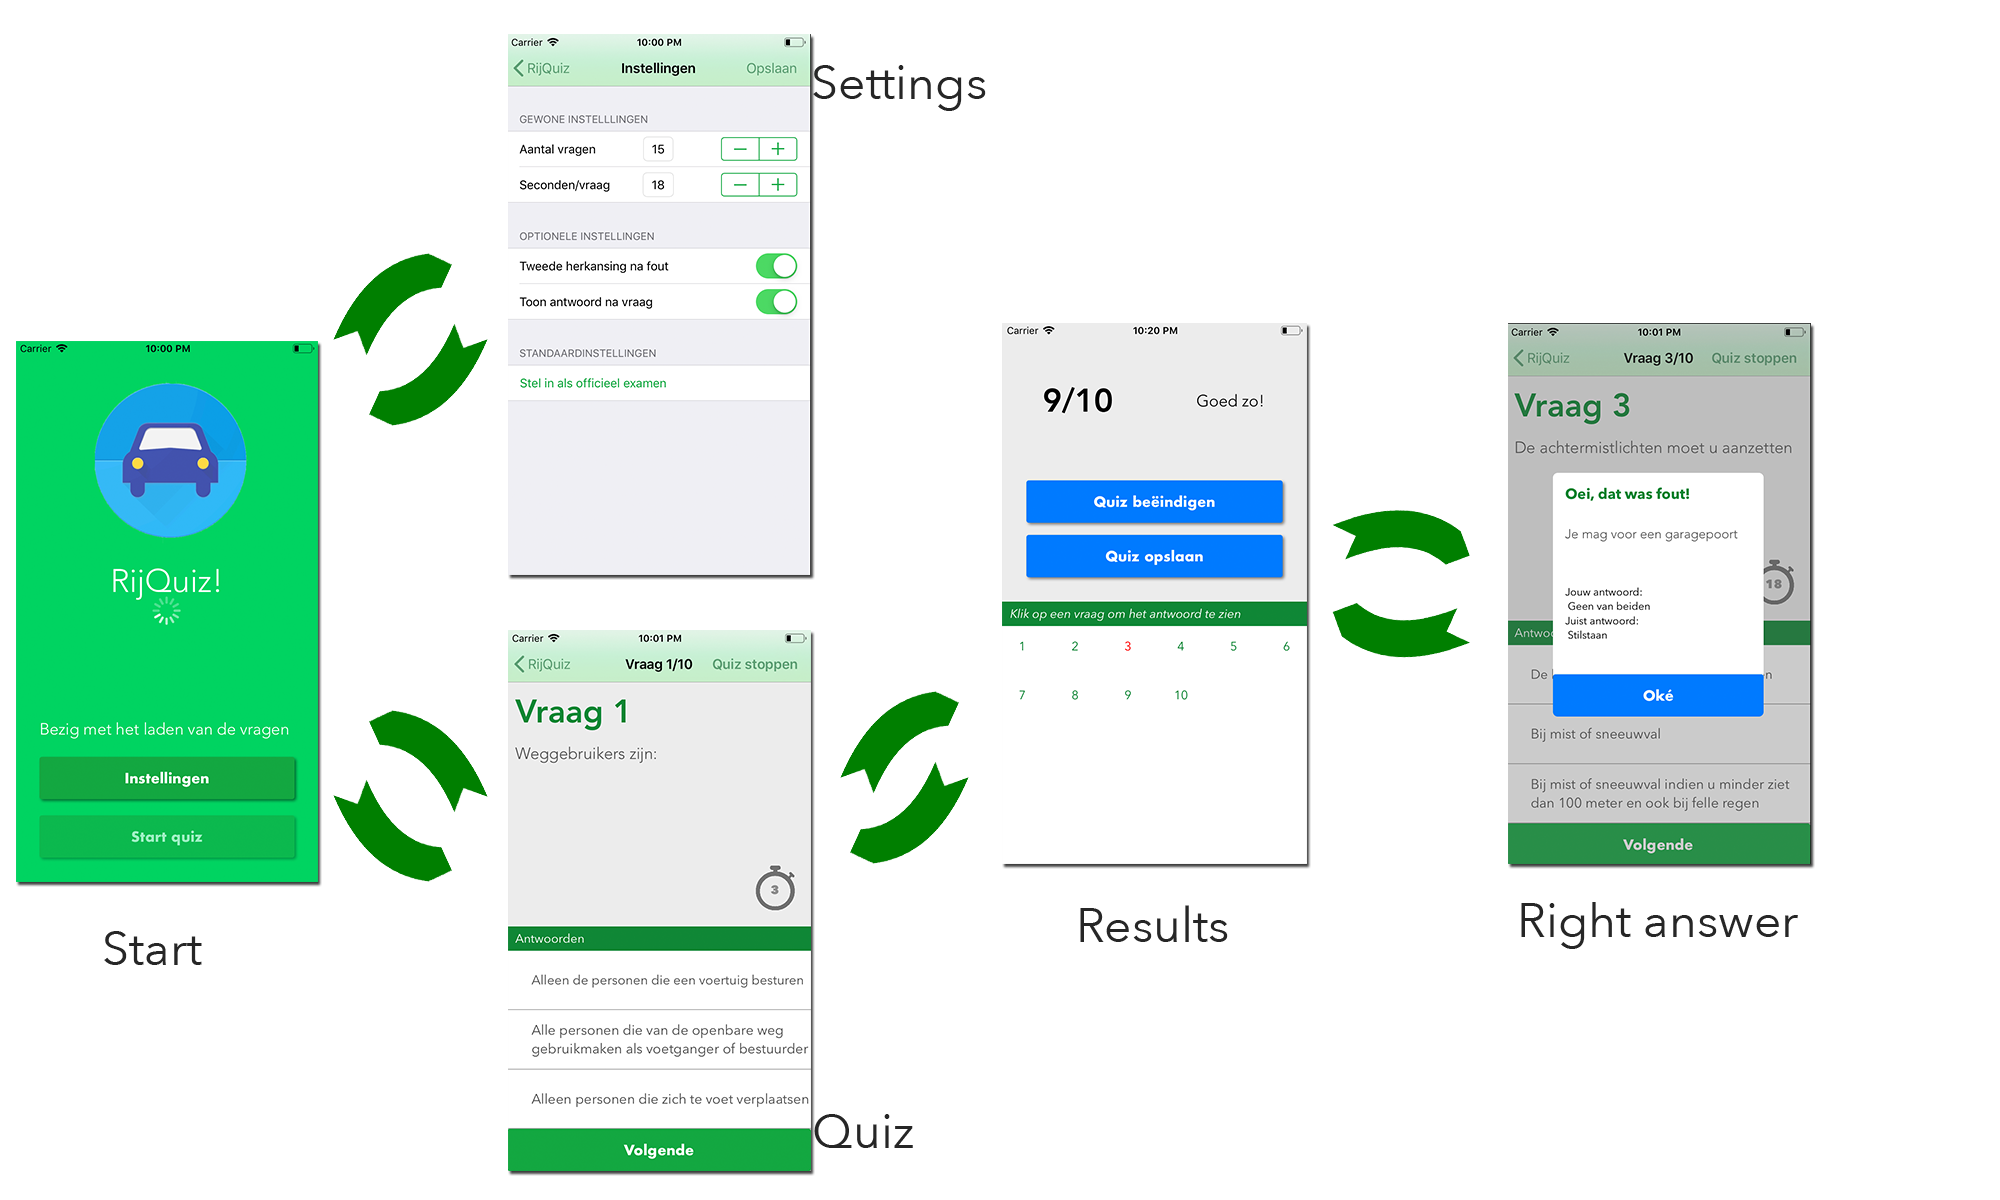 Carrier 10:00 PM
RijQuiz!
Bezig met het laden van de vragen
Instellingen
Start quiz
Start
Carrier 10:00 PM
RijQuiz Instellingen Opslaan
GEWONE INSTELLLINGEN
Aantal vragen 15 − +
Seconden/vraag 18 − +
OPTIONELE INSTELLINGEN
Tweede herkansing na fout
Toon antwoord na vraag
STANDAARDINSTELLINGEN
Stel in als officieel examen
Settings
Carrier 10:01 PM
RijQuiz Vraag 1/10 Quiz stoppen
Vraag 1
Weggebruikers zijn:
3
Antwoorden
Alleen de personen die een voertuig besturen
Alle personen die van de openbare weg
gebruikmaken als voetganger of bestuurder
Alleen personen die zich te voet verplaatsen
Volgende
Quiz
Carrier 10:20 PM
9/10 Goed zo!
Quiz beëindigen
Quiz opslaan
Klik op een vraag om het antwoord te zien
1 2 3 4 5 6
7 8 9 10
Results
Carrier 10:01 PM
RijQuiz Vraag 3/10 Quiz stoppen
Vraag 3
De achtermistlichten moet u aanzetten
Oei, dat was fout!
Je mag voor een garagepoort
18
Jouw antwoord:
Geen van beiden
Juist antwoord:
Stilstaan
Antwo
De
Oké
Bij mist of sneeuwval
Bij mist of sneeuwval indien u minder ziet
dan 100 meter en ook bij felle regen
Volgende
Right answer